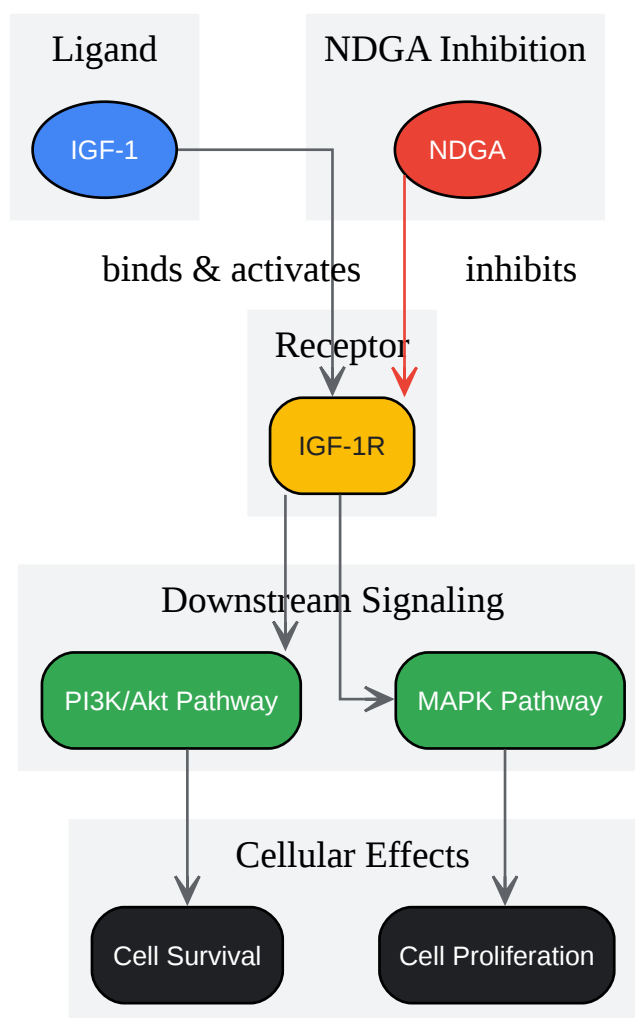 Ligand
NDGA Inhibition
IGF-1
NDGA
binds & activates
inhibits
Receptor
IGF-1R
Downstream Signaling
PI3K/Akt Pathway
MAPK Pathway
Cellular Effects
Cell Survival
Cell Proliferation